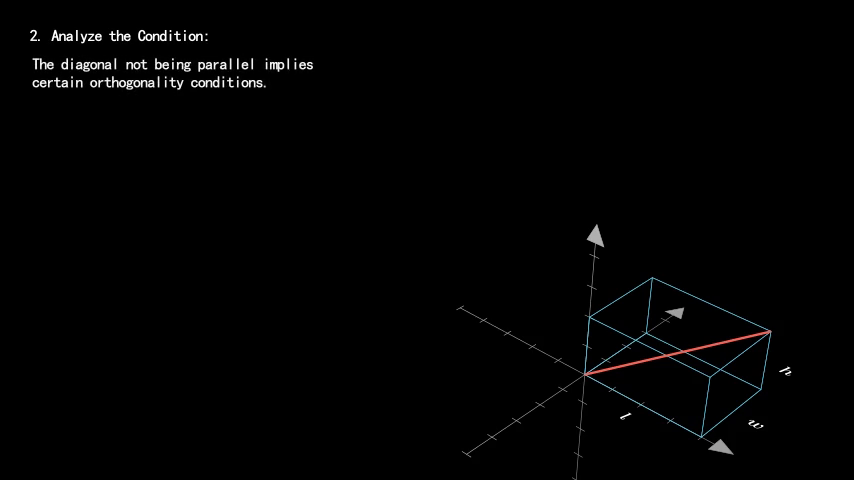 2. Analyze the Condition:
The diagonal not being parallel implies
certain orthogonality conditions.
h
l
w